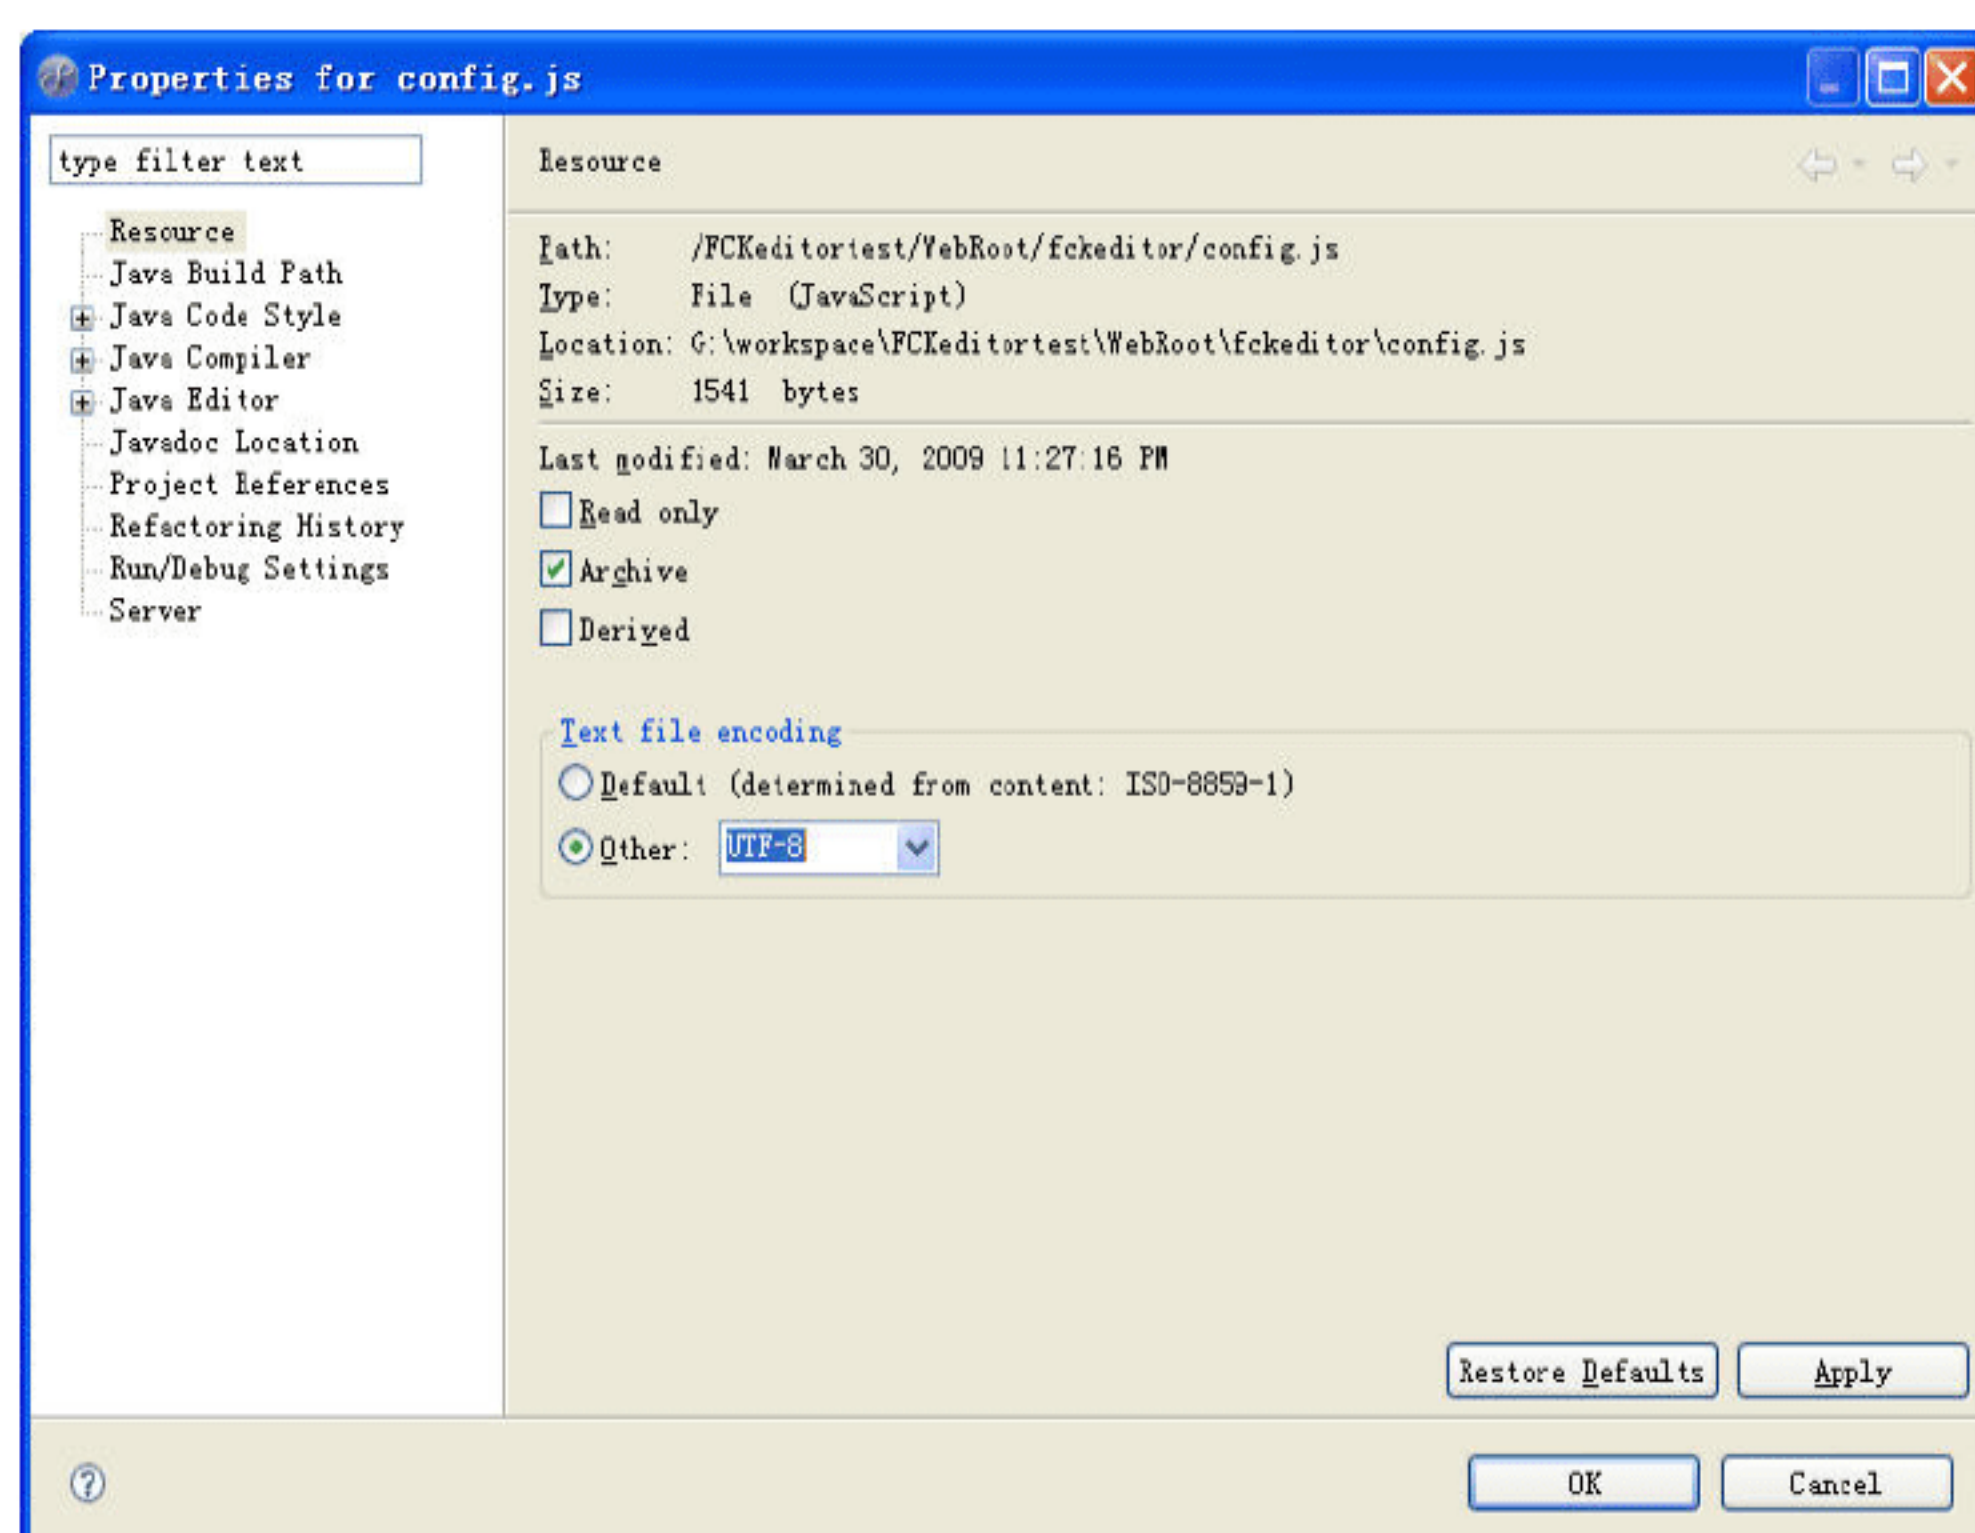 Properties for config.js
type filter text
Resource
Java Build Path
Java Code Style
Java Compiler
Java Editor
Javadoc Location
Project References
Refactoring History
Run/Debug Settings
Server
Resource
Path: /FCKeditortest/WebRoot/fckeditor/config.js
Type: File (JavaScript)
Location: G:\workspace\FCKeditortest\WebRoot\fckeditor\config.js
Size: 1541 bytes
Last modified: March 30, 2009 11:27:16 PM
Read only
Archive
Derived
Text file encoding
Default (determined from content: ISO-8859-1)
Other: UTF-8
Restore Defaults
Apply
OK
Cancel